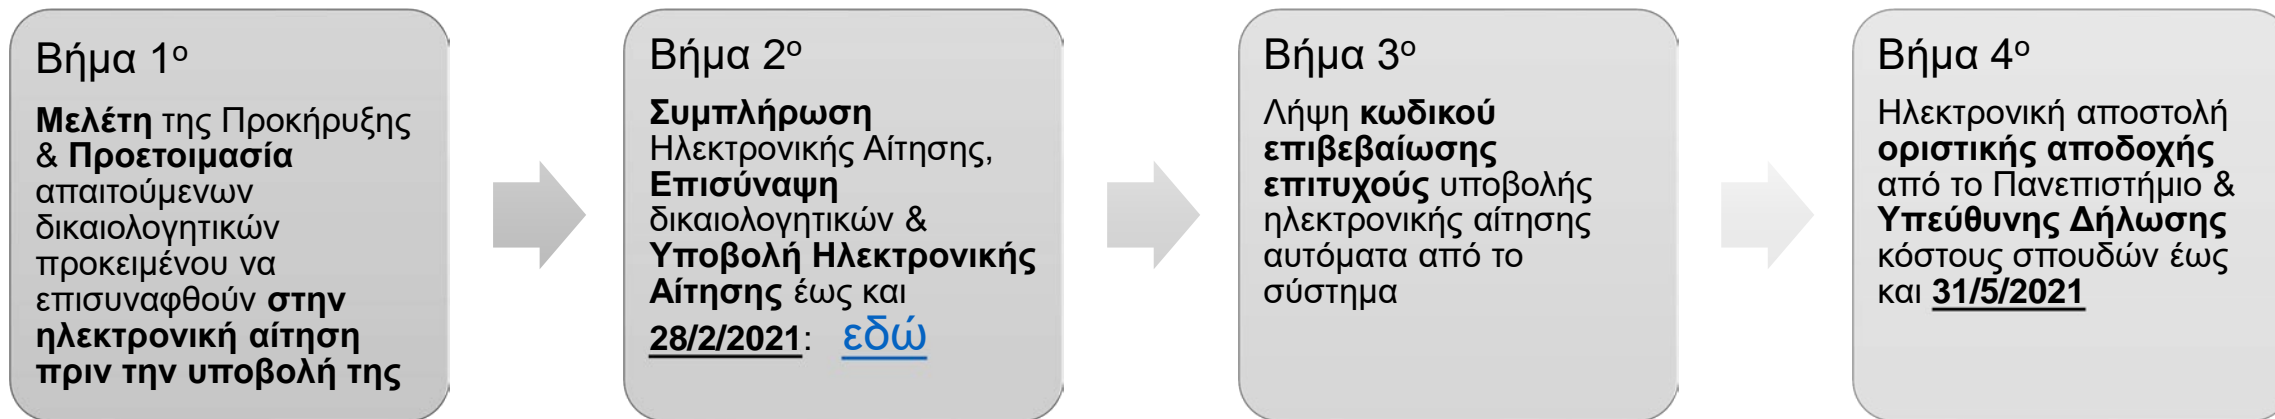 Βήμα 1ο
Μελέτη της Προκήρυξης
& Προετοιμασία
απαιτούμενων
δικαιολογητικών
προκειμένου να
επισυναφθούν στην
ηλεκτρονική αίτηση
πριν την υποβολή της
Βήμα 2ο
Συμπλήρωση
Ηλεκτρονικής Αίτησης,
Επισύναψη
δικαιολογητικών &
Υποβολή Ηλεκτρονικής
Αίτησης έως και
28/2/2021: εδώ
Βήμα 3ο
Λήψη κωδικού
επιβεβαίωσης
επιτυχούς υποβολής
ηλεκτρονικής αίτησης
αυτόματα από το
σύστημα
Βήμα 4ο
Ηλεκτρονική αποστολή
οριστικής αποδοχής
από το Πανεπιστήμιο &
Υπεύθυνης Δήλωσης
κόστους σπουδών έως
και 31/5/2021